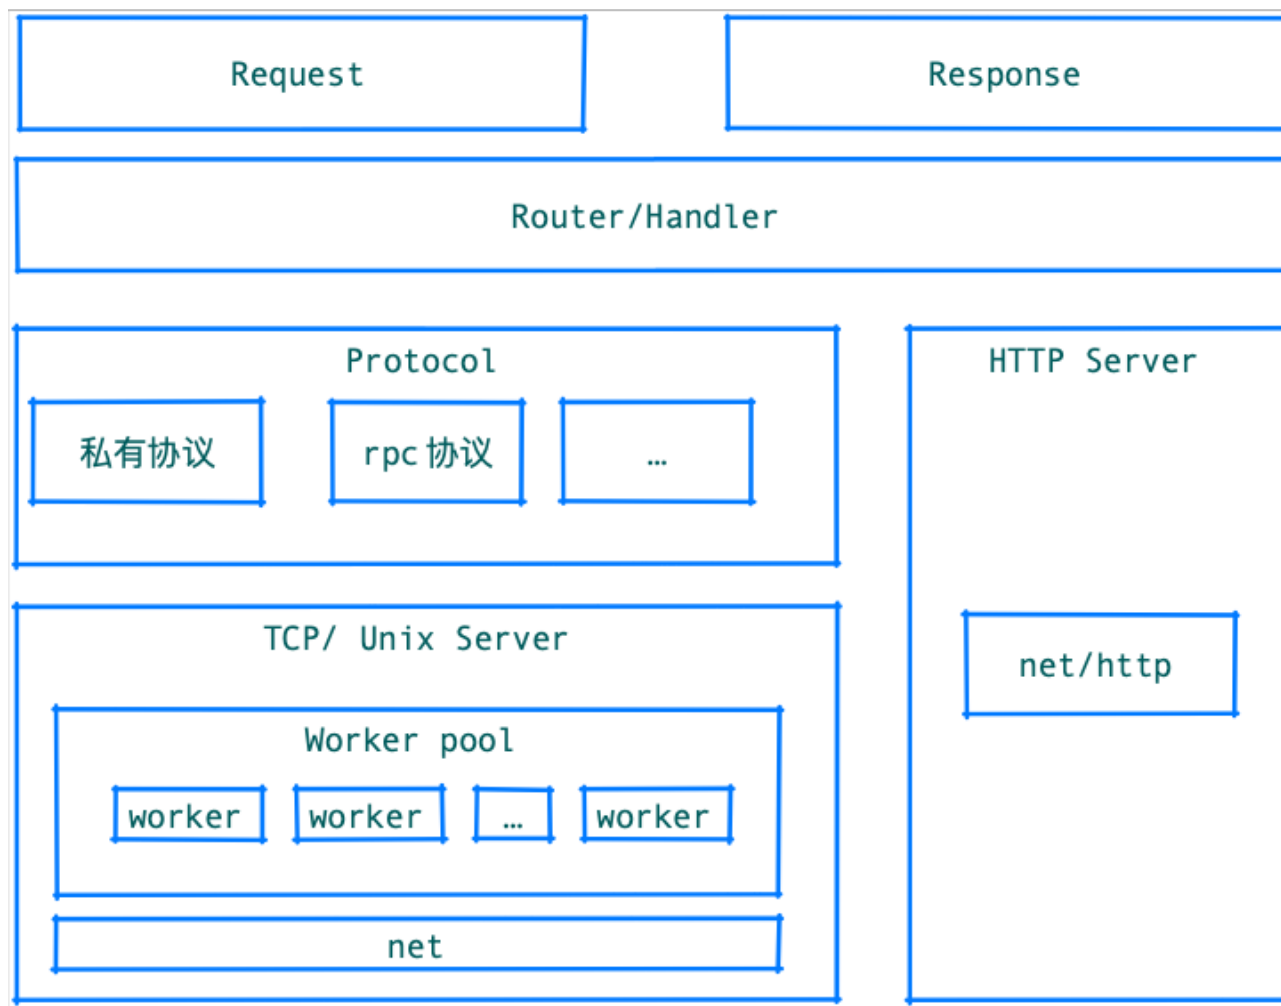 Request
Response
Router/Handler
Protocol
私有协议
rpc 协议
…
HTTP Server
net/http
TCP/ Unix Server
Worker pool
worker
worker
…
worker
net